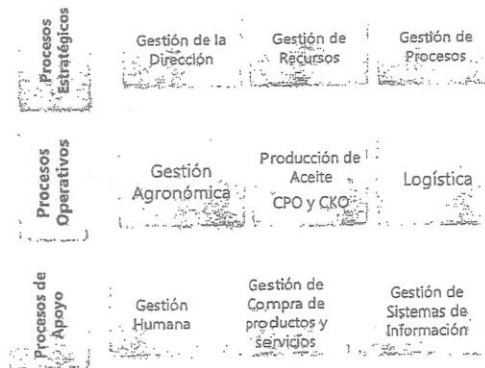 Procesos
Estratégicos
Gestión de la
Dirección
Gestión de
Recursos
Gestión de
Procesos
Procesos
Operativos
Gestión
Agronómica
Producción de
Aceite
CPO y CKO
Logística
Procesos de
Apoyo
Gestión
Humana
Gestión de
Compra de
productos y
servicios
Gestión de
Sistemas de
Información